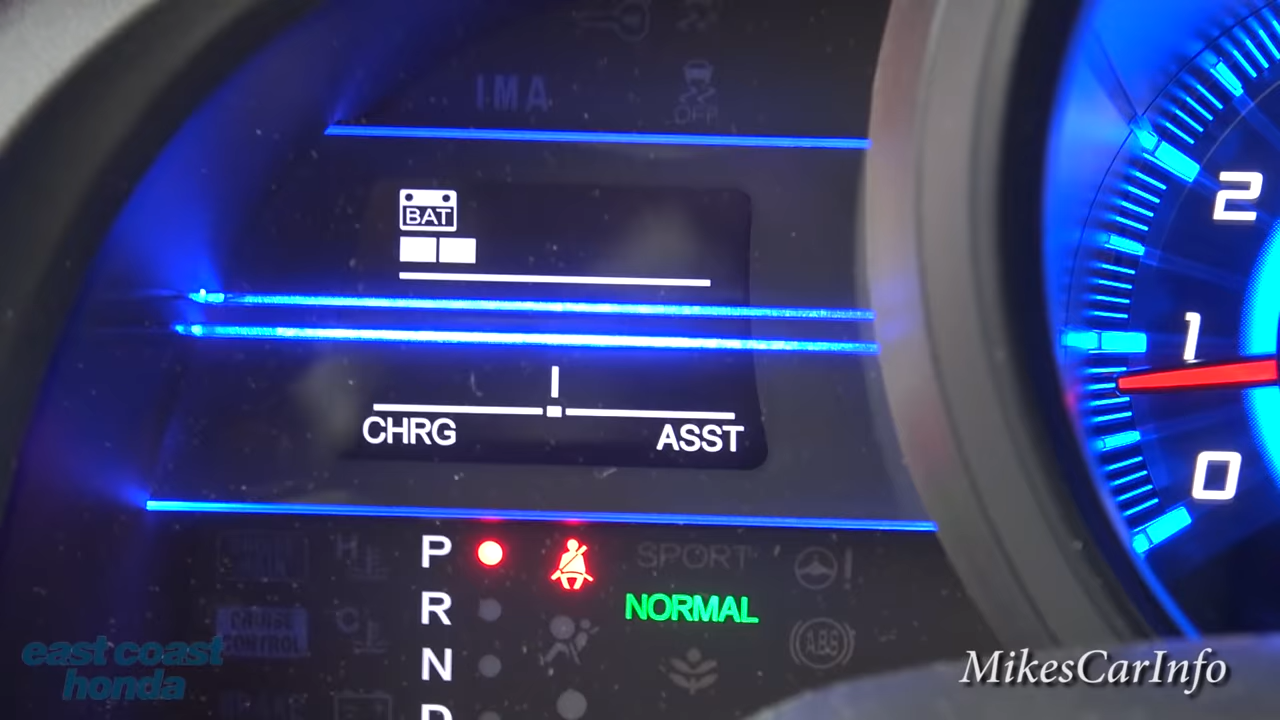 IMA
OFF
BAT
2
1
CHRG
ASST
0
P
SPORT
H
R
NORMAL
CRUISE
CONTROL
C
ABS
N
D
east coast
honda
MikesCarInfo